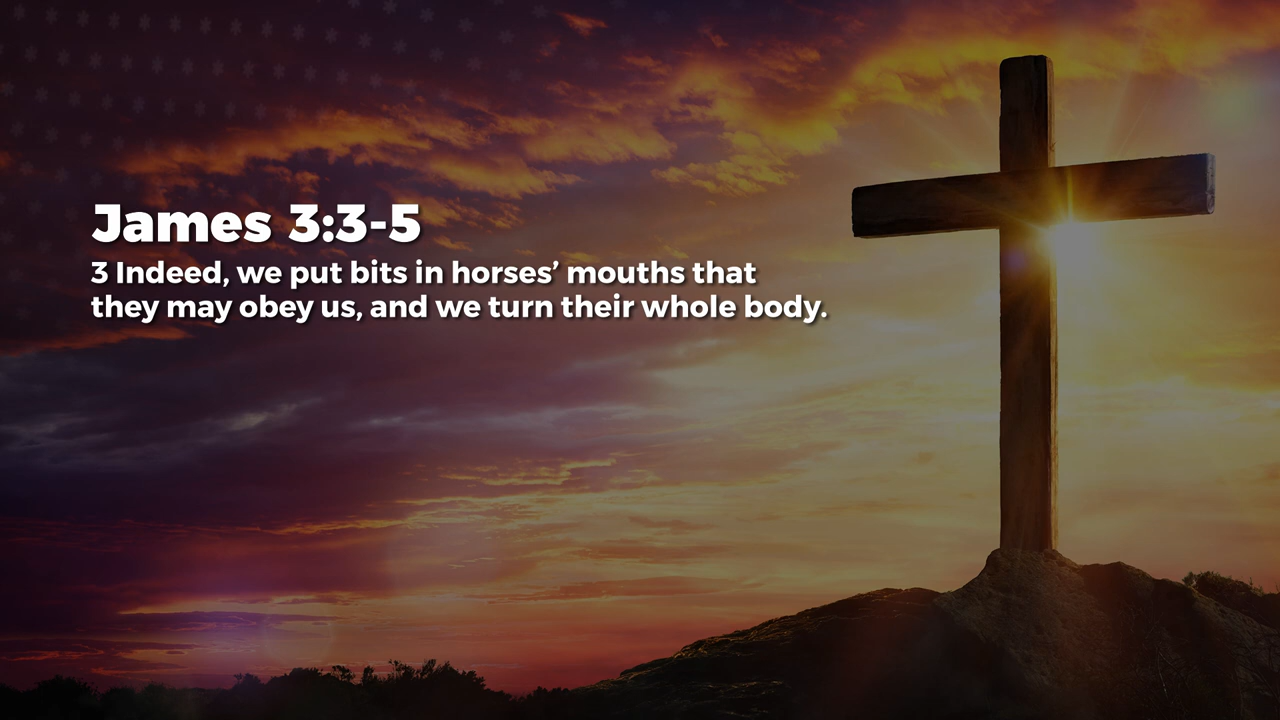 James 3:3-5
3 Indeed, we put bits in horses’ mouths that
they may obey us, and we turn their whole body.